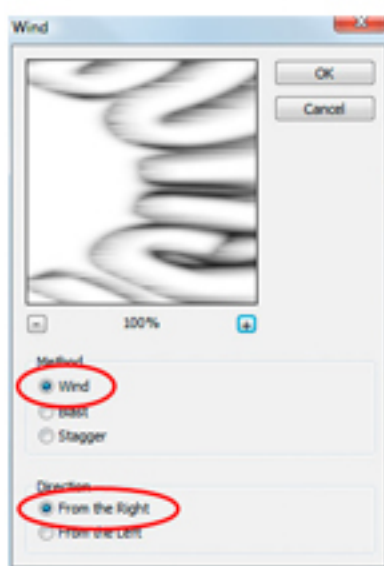 Wind
OK
Cancel
100%
Method
Wind
Blast
Stagger
Direction
From the Right
From the Left